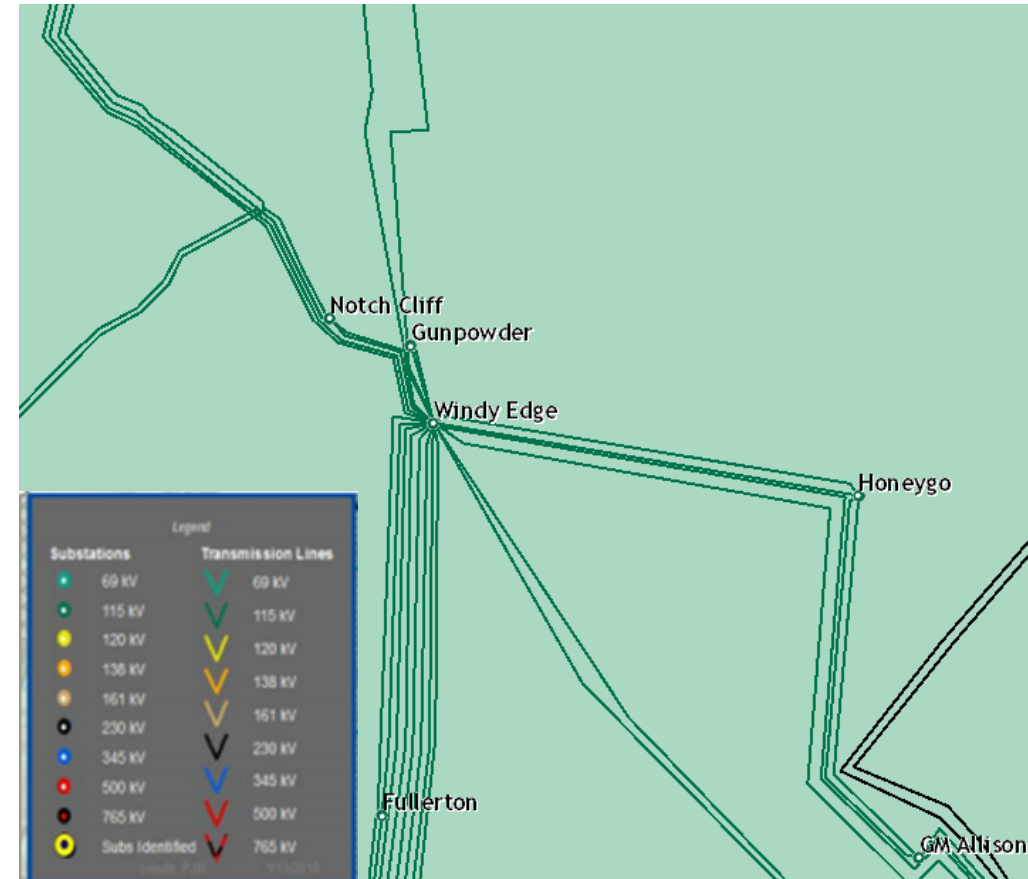 Notch Cliff
Gunpowder
Windy Edge
Honeygo
Fullerton
GM Allison
Legend
Substations Transmission Lines
69 kV 69 kV
115 kV 115 kV
120 kV 120 kV
138 kV 138 kV
161 kV 161 kV
230 kV 230 kV
345 kV 345 kV
500 kV 500 kV
765 kV 765 kV
Subs Identified